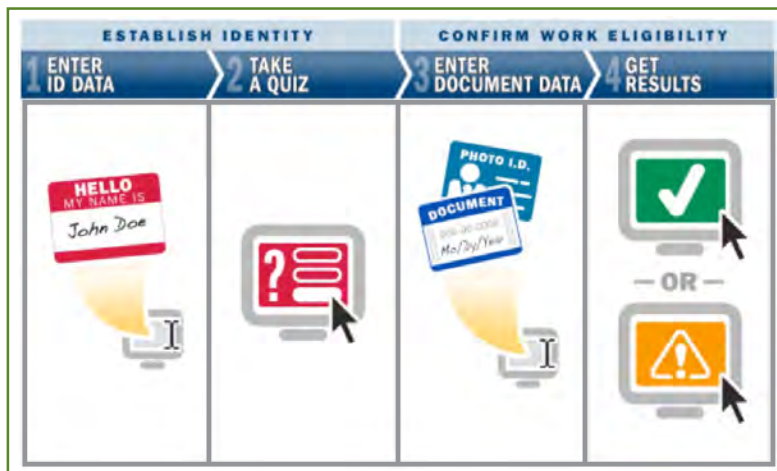 ESTABLISH IDENTITY
CONFIRM WORK ELIGIBILITY
1 ENTER
ID DATA
2 TAKE
A QUIZ
3 ENTER
DOCUMENT DATA
4 GET
RESULTS
HELLO
MY NAME IS
John Doe
?
PHOTO I.D.
DOCUMENT
Mo/Dy/Year
— OR —